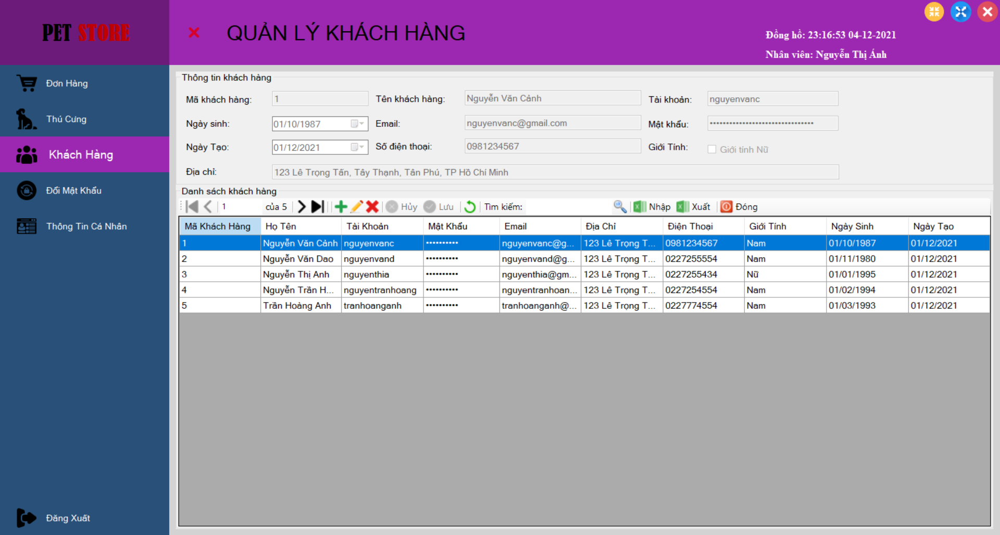 PET STORE
QUẢN LÝ KHÁCH HÀNG
Đồng hồ: 23:16:53 04-12-2021
Nhân viên: Nguyễn Thị Ánh
Đơn Hàng
Thú Cưng
Khách Hàng
Đổi Mật Khẩu
Thông Tin Cá Nhân
Đăng Xuất
Thông tin khách hàng
Mã khách hàng: 1 Tên khách hàng: Nguyễn Văn Cảnh Tài khoản: nguyenvanc
Ngày sinh: 01/10/1987 Email: nguyenvanc@gmail.com Mật khẩu: ••••••••••••••••••••••••••••••••
Ngày Tạo: 01/12/2021 Số điện thoại: 0981234567 Giới Tính: Giới tính Nữ
Địa chỉ: 123 Lê Trọng Tấn, Tây Thạnh, Tân Phú, TP Hồ Chí Minh
Danh sách khách hàng
1 của 5 Hủy Lưu Tìm kiếm: Nhập Xuất Đóng
Mã Khách Hàng Họ Tên Tài Khoản Mật Khẩu Email Địa Chỉ Điện Thoại Giới Tính Ngày Sinh Ngày Tạo
1 Nguyễn Văn Cảnh nguyenvanc •••••••••• nguyenvanc@g... 123 Lê Trọng T... 0981234567 Nam 01/10/1987 01/12/2021
2 Nguyễn Văn Dao nguyenvand •••••••••• nguyenvand@g... 123 Lê Trọng T... 0227255554 Nam 01/11/1980 01/12/2021
3 Nguyễn Thị Anh nguyenthia •••••••••• nguyenthia@gm... 123 Lê Trọng T... 0227255434 Nữ 01/01/1995 01/12/2021
4 Nguyễn Trần H... nguyentranhoang •••••••••• nguyentranhoan... 123 Lê Trọng T... 0227254554 Nam 01/02/1994 01/12/2021
5 Trần Hoàng Anh tranhoanganh •••••••••• tranhoanganh@... 123 Lê Trọng T... 0227774554 Nam 01/03/1993 01/12/2021